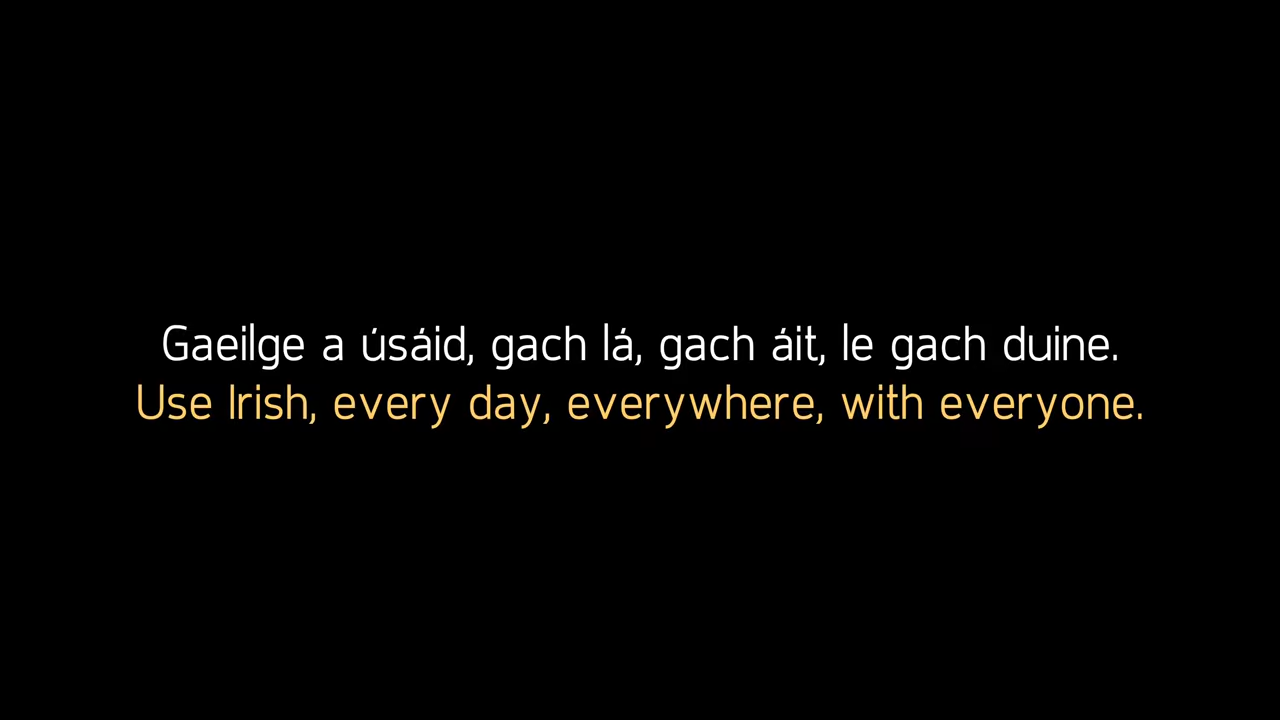 Gaeilge a úsáid, gach lá, gach áit, le gach duine.
Use Irish, every day, everywhere, with everyone.